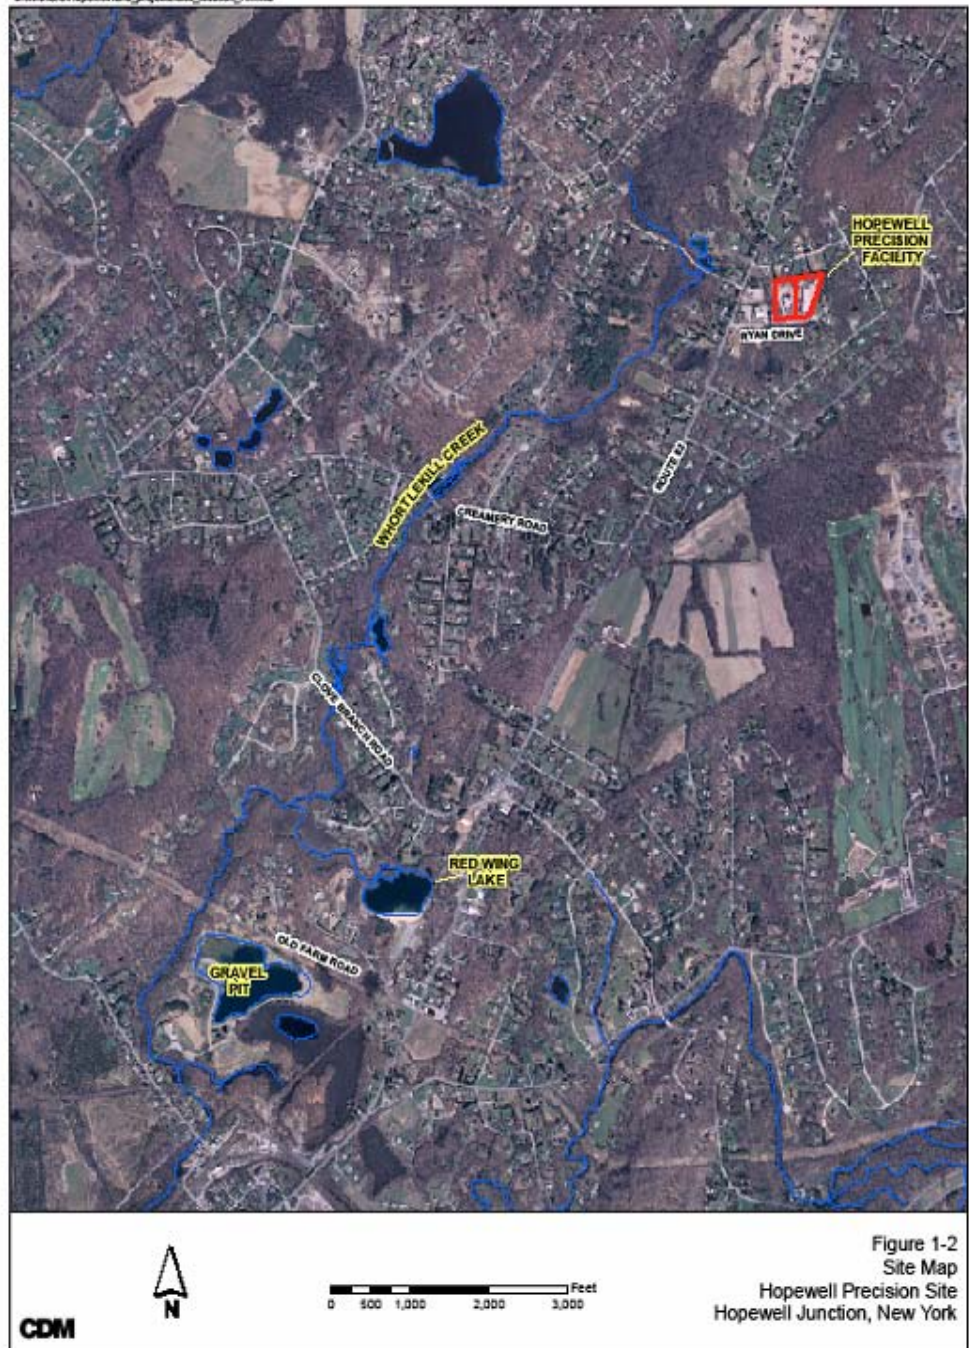 HOPEWELL
PRECISION
FACILITY
RYAN DRIVE
WHORTLEKILL CREEK
ROUTE 82
CREAMERY ROAD
CLOVE BRANCH ROAD
RED WING
LAKE
OLD FARM ROAD
GRAVEL
PIT
N
Feet
0 500 1,000 2,000 3,000
Figure 1-2
Site Map
Hopewell Precision Site
Hopewell Junction, New York
CDM